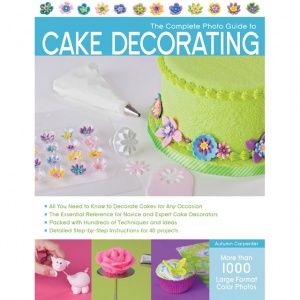 The Complete Photo Guide to
CAKE DECORATING
• All You Need to Know to Decorate Cakes for Any Occasion
• The Essential Reference for Novice and Expert Cake Decorators
• Packed with Hundreds of Techniques and Ideas
• Detailed Step-by-Step Instructions for 40 projects
Autumn Carpenter
More than
1000
Large Format
Color Photos